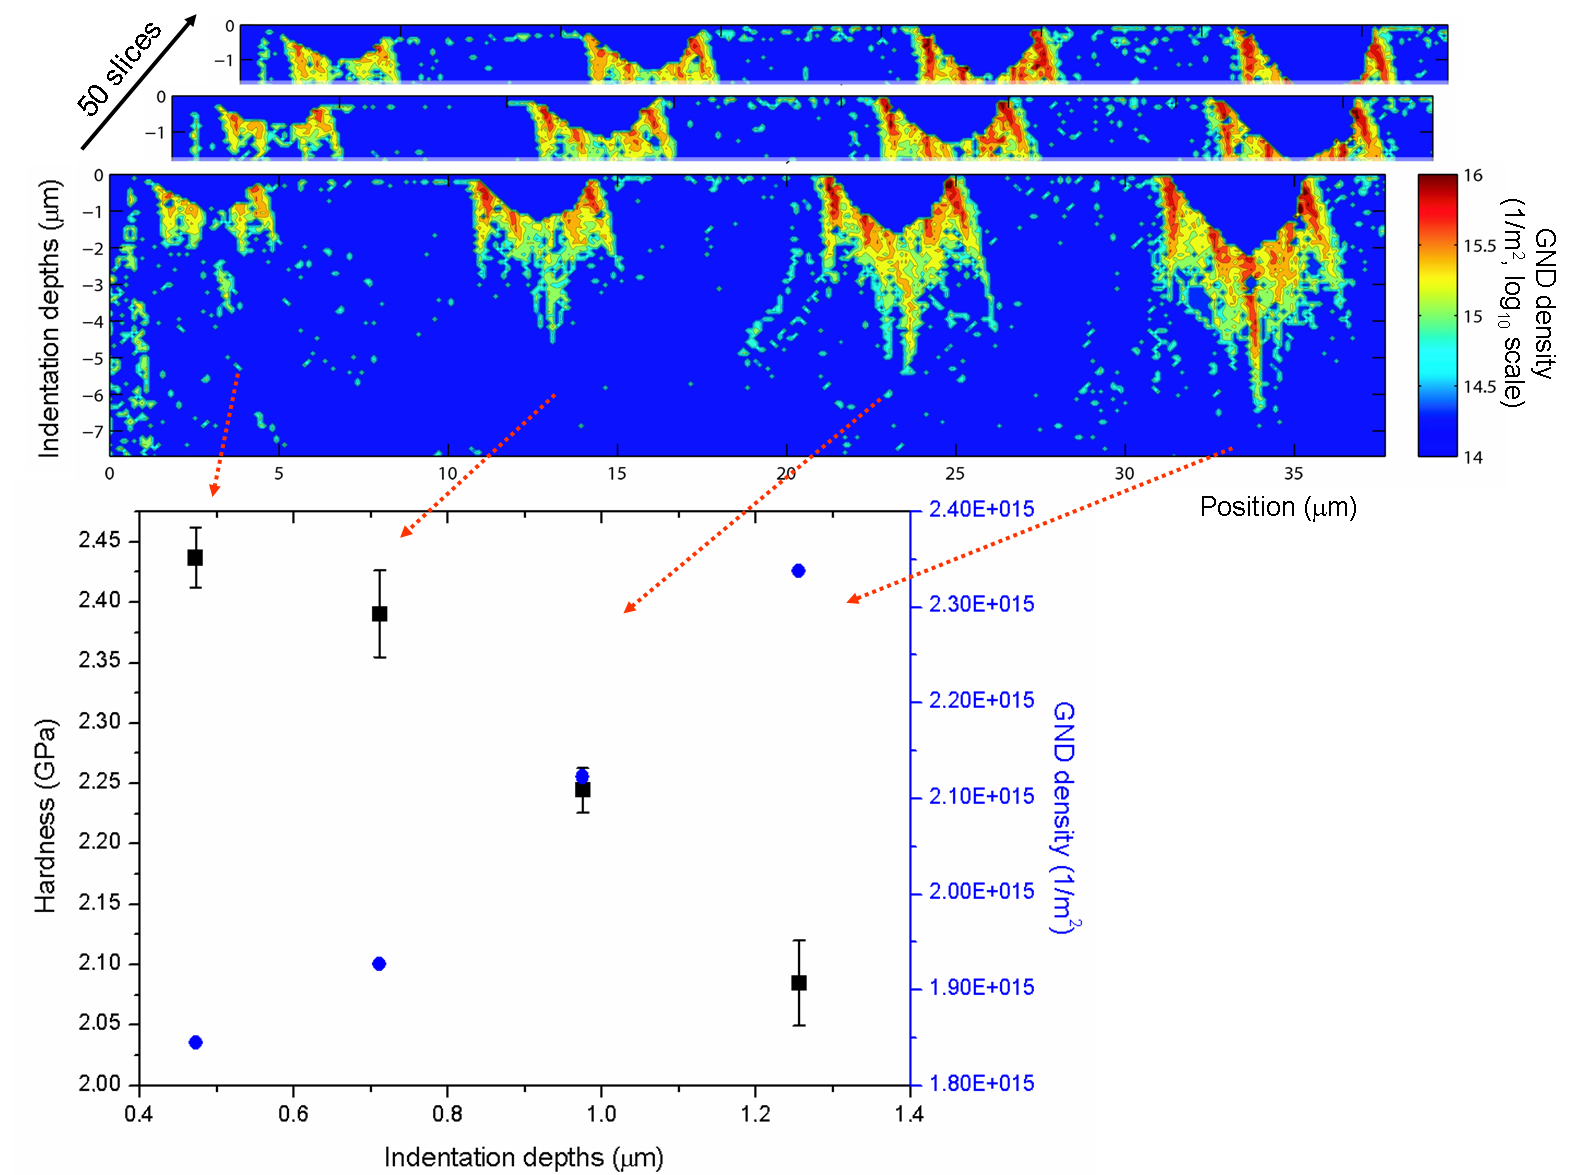 50 slices
0
−1
0
−1
0
−1
−2
−3
−4
−5
−6
−7
Indentation depths (μm)
0 5 10 15 20 25 30 35
Position (μm)
16
15.5
15
14.5
14
GND density
(1/m², log₁₀ scale)
2.45
2.40
2.35
2.30
2.25
2.20
2.15
2.10
2.05
2.00
Hardness (GPa)
2.40E+015
2.30E+015
2.20E+015
2.10E+015
2.00E+015
1.90E+015
1.80E+015
GND density (1/m²)
0.4 0.6 0.8 1.0 1.2 1.4
Indentation depths (μm)